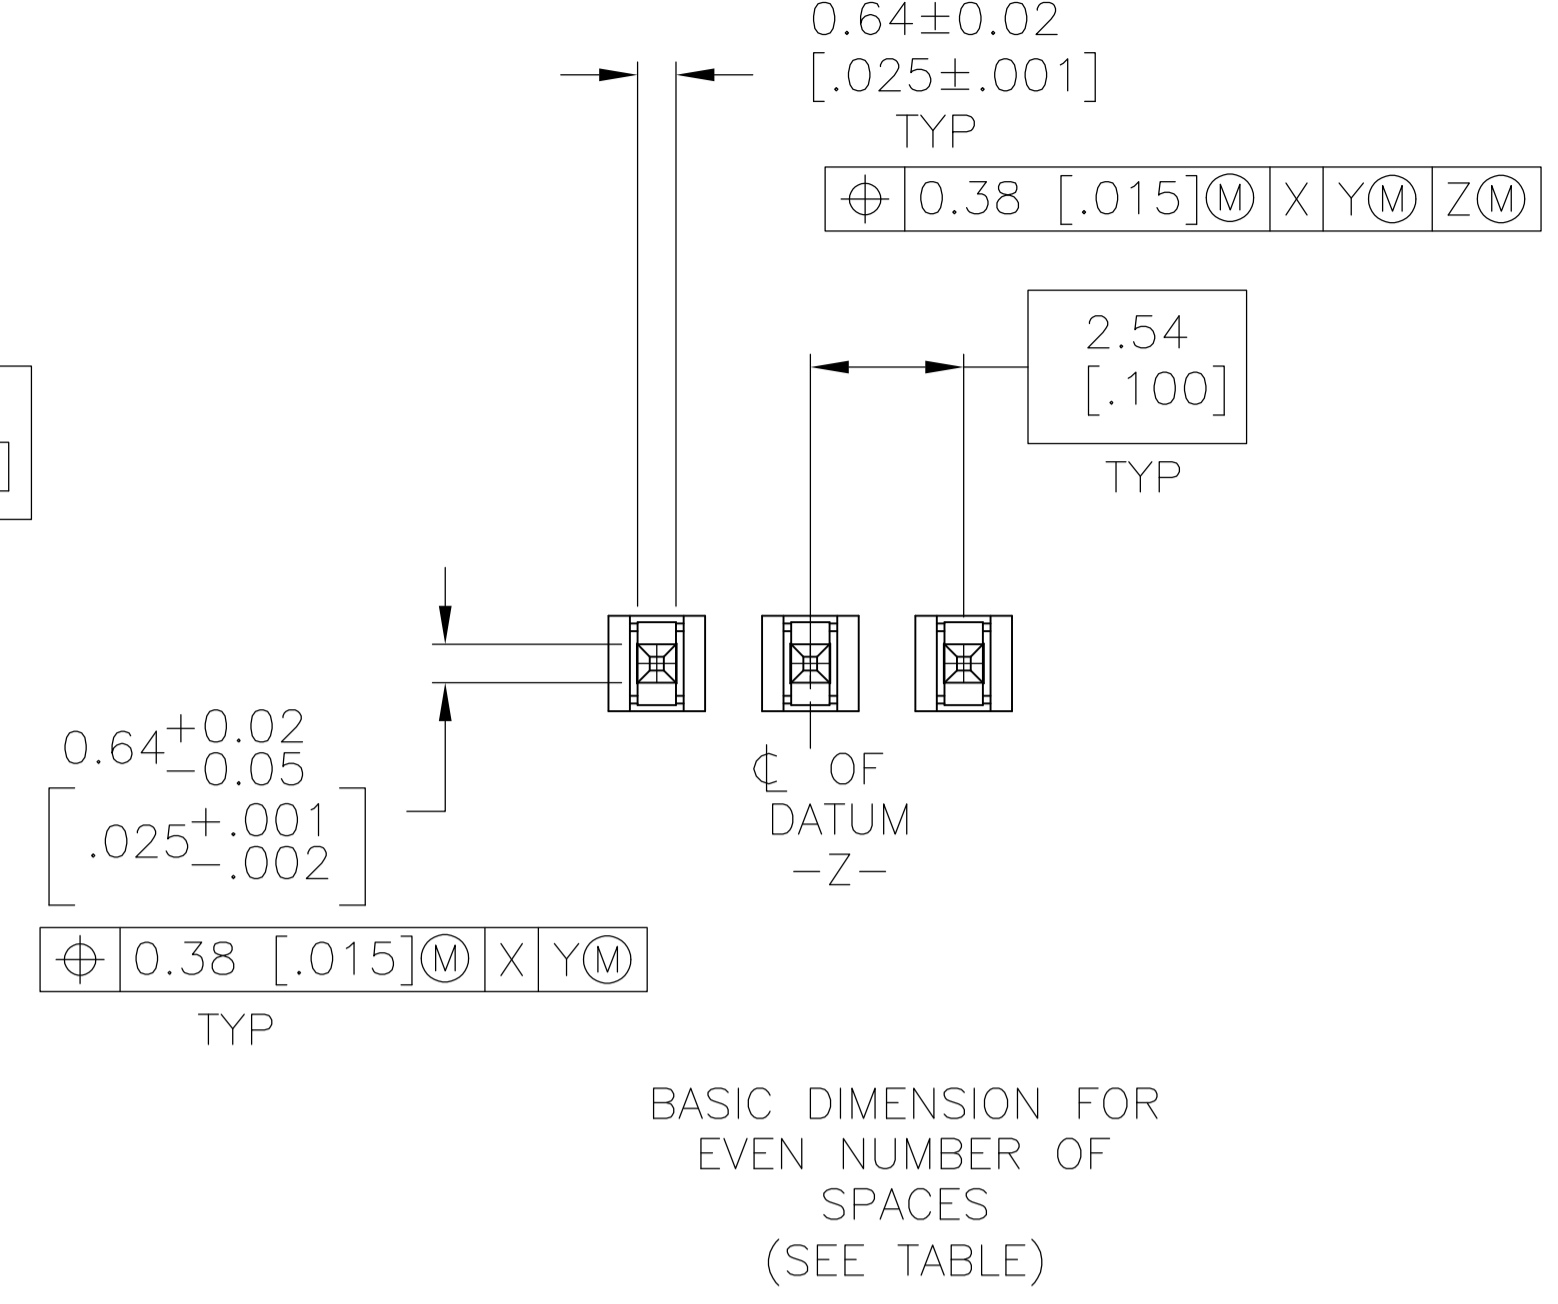 0.64±0.02
[.025±.001]
TYP
⌖ 0.38 [.015]Ⓜ X YⓂ ZⓂ
2.54
[.100]
TYP
0.64 +0.02
-0.05
[.025 +.001
-.002]
⌖ 0.38 [.015]Ⓜ X YⓂ
TYP
℄ OF
DATUM
-Z-
BASIC DIMENSION FOR
EVEN NUMBER OF
SPACES
(SEE TABLE)